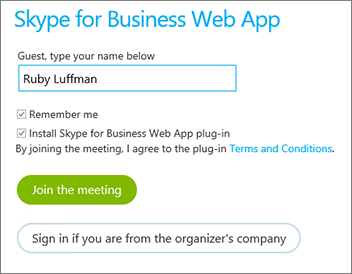 Skype for Business Web App
Guest, type your name below
Ruby Luffman
Remember me
Install Skype for Business Web App plug-in
By joining the meeting, I agree to the plug-in Terms and Conditions.
Join the meeting
Sign in if you are from the organizer's company